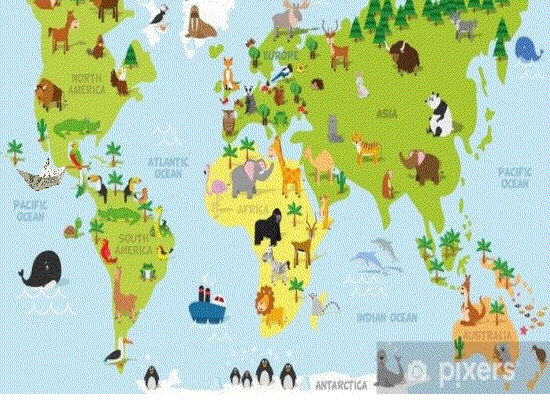 EUROPE
NORTH
AMERICA
ASIA
ATLANTIC
OCEAN
PACIFIC
OCEAN
PACIFIC
OCEAN
AFRICA
SOUTH
AMERICA
INDIAN OCEAN
AUSTRALIA
ANTARCTICA
pixers